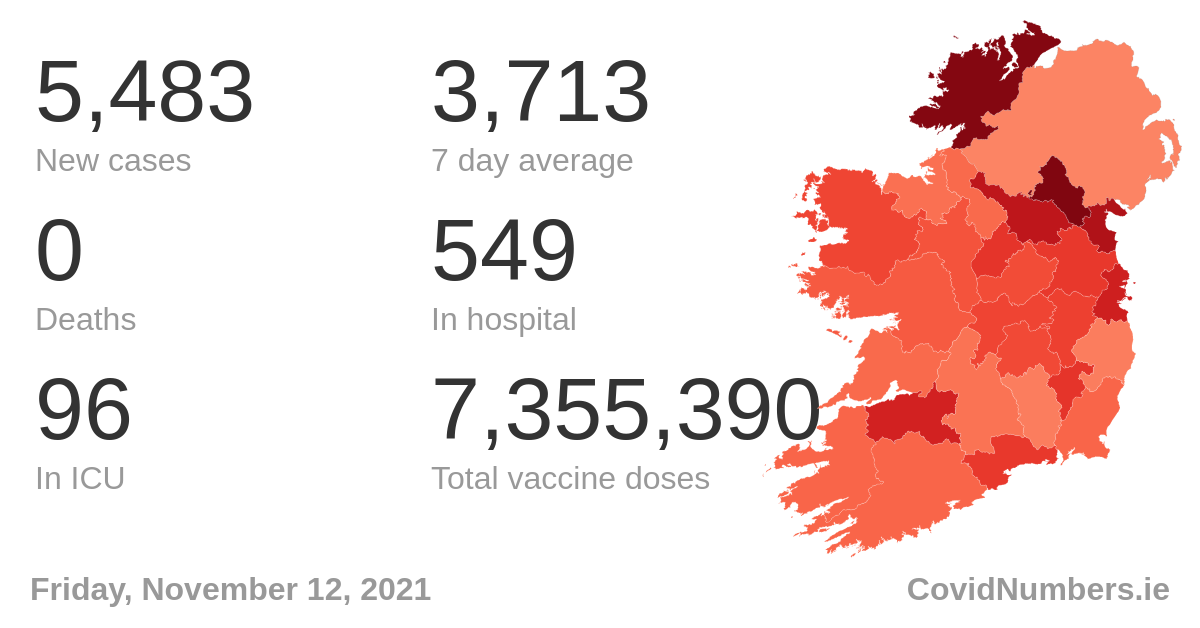 5,483
New cases
3,713
7 day average
0
Deaths
549
In hospital
96
In ICU
7,355,390
Total vaccine doses
Friday, November 12, 2021
CovidNumbers.ie